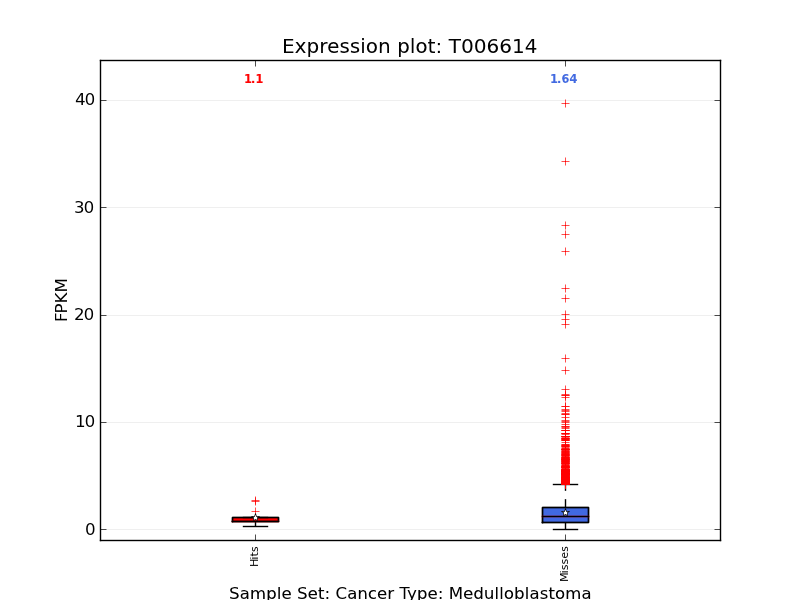 Expression plot: T006614
1.1
1.64
40
30
20
10
0
FPKM
Hits
Misses
Sample Set: Cancer Type: Medulloblastoma